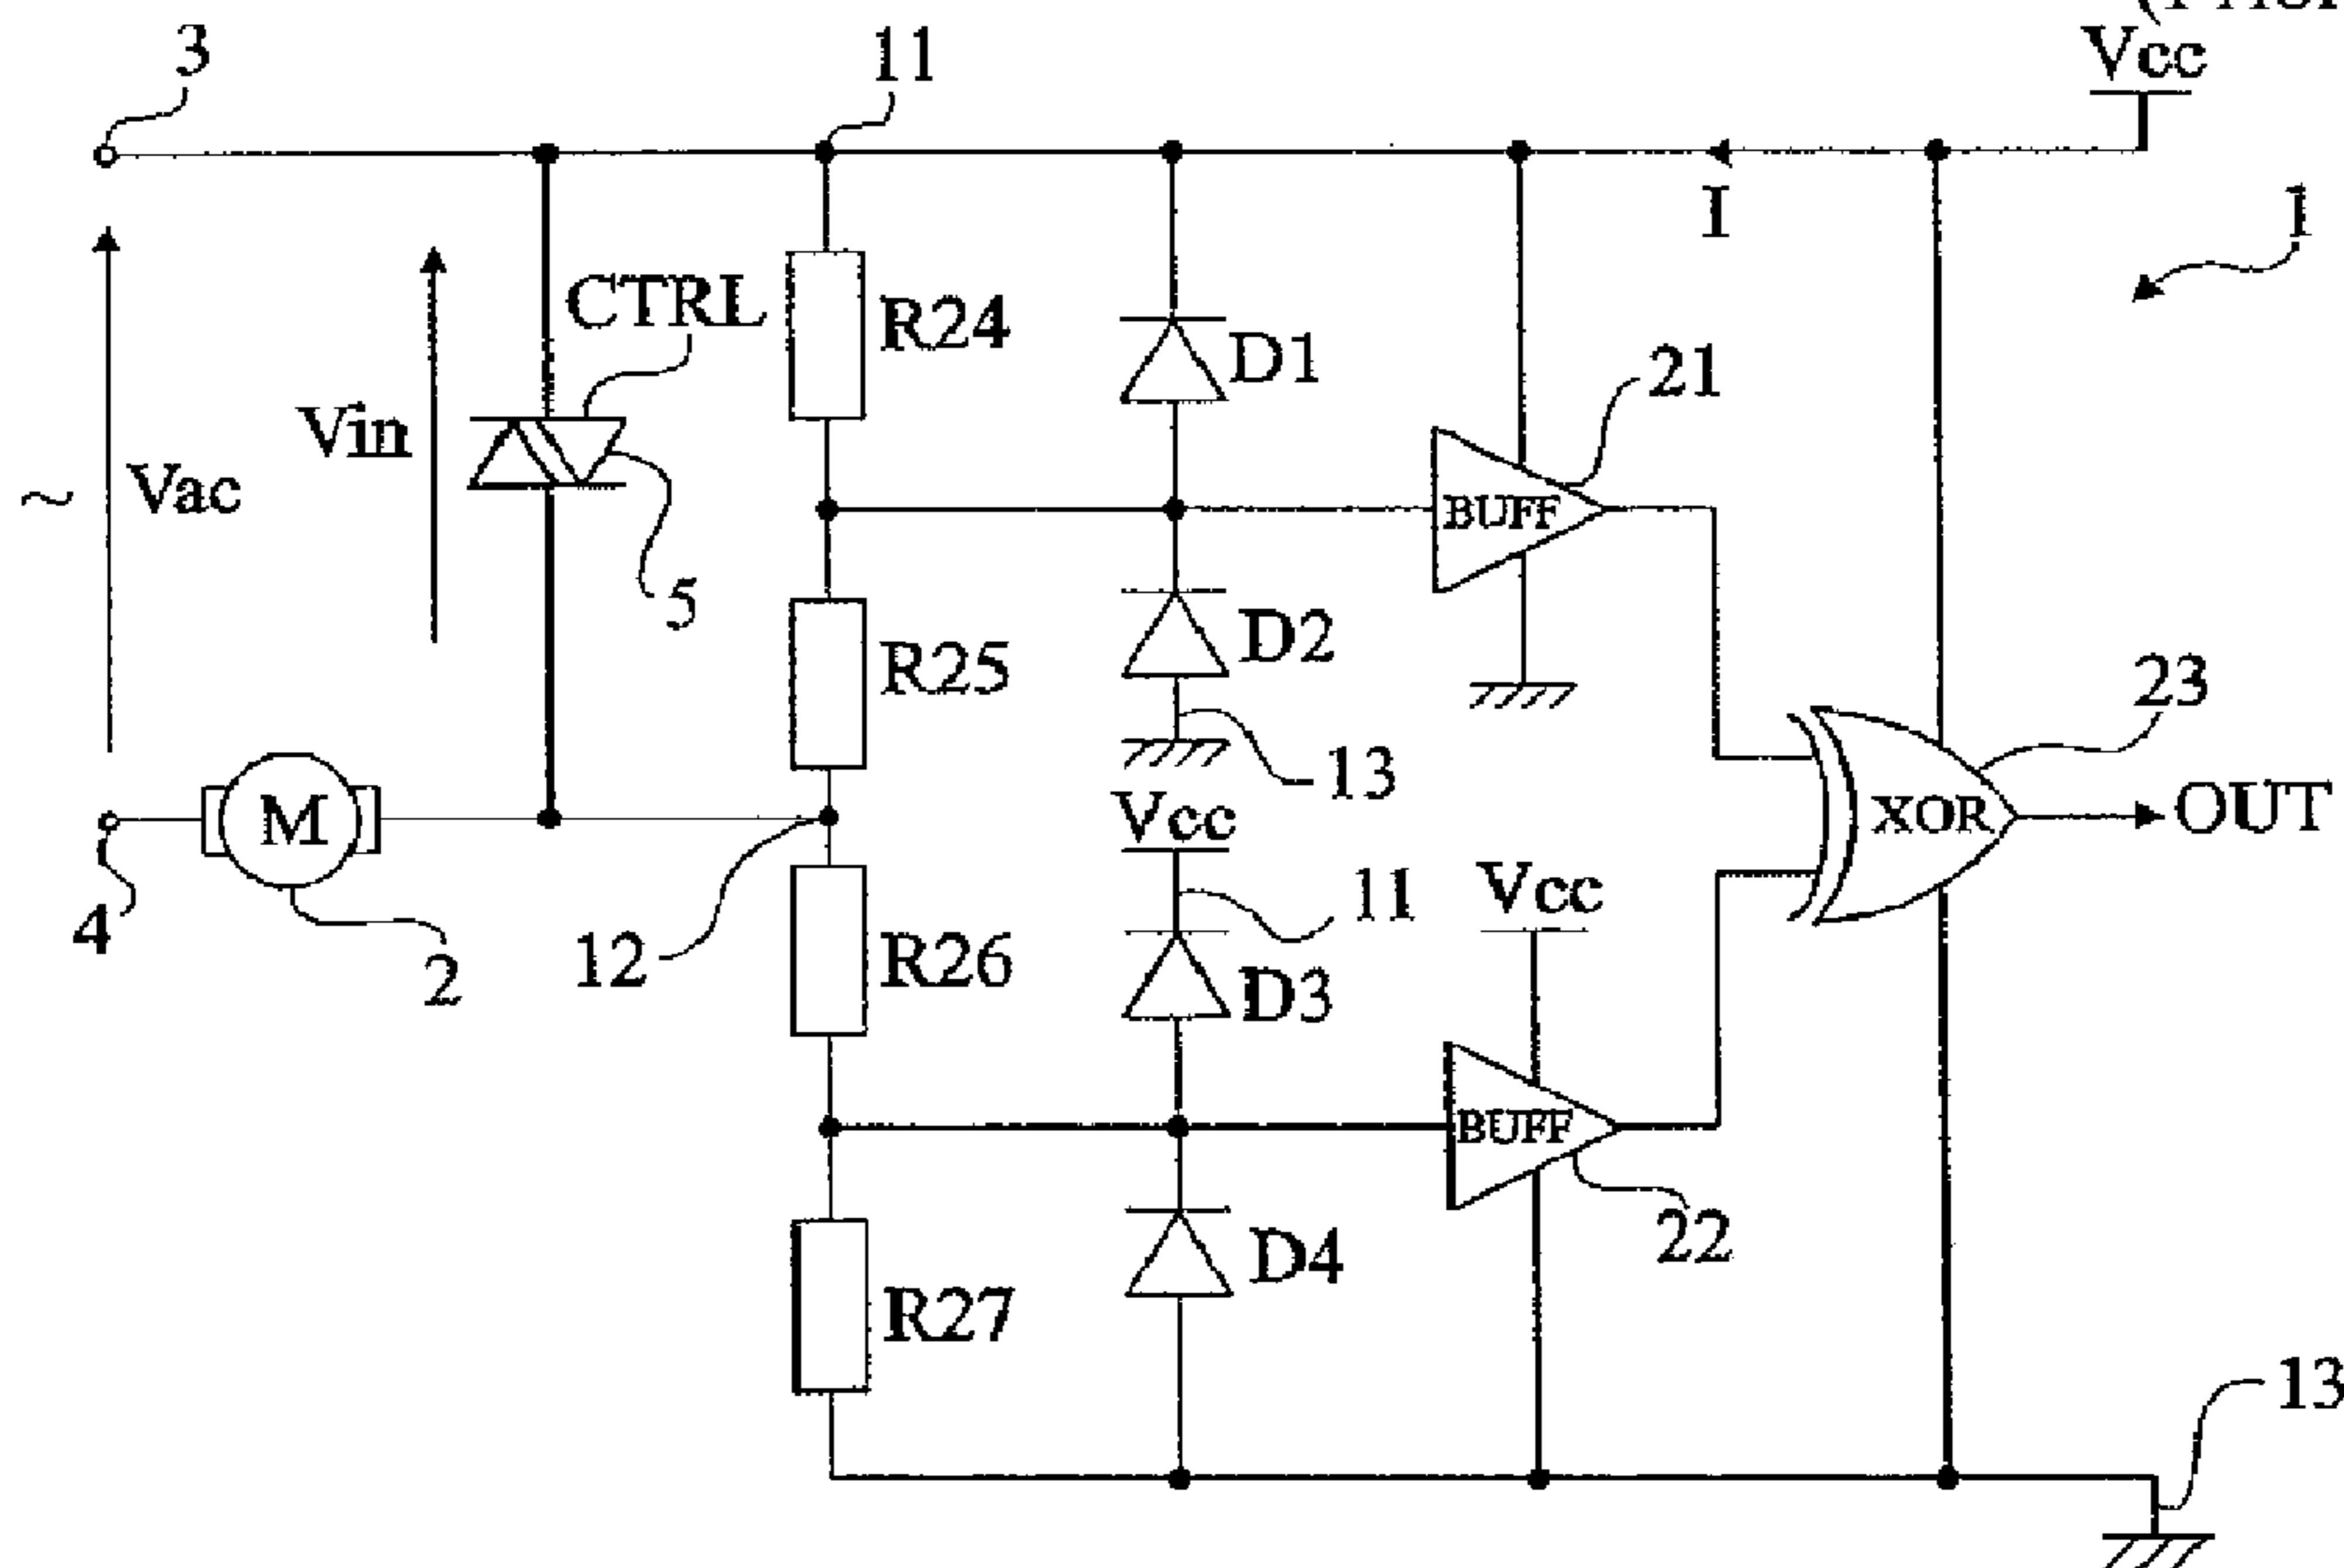 3
11
Vcc
I
1
CTRL
R24
D1
21
Vin
~
Vac
BUFF
5
R25
D2
23
13
Vcc
M
XOR
OUT
4
2
12
11
Vcc
R26
D3
BUFF
22
R27
D4
13